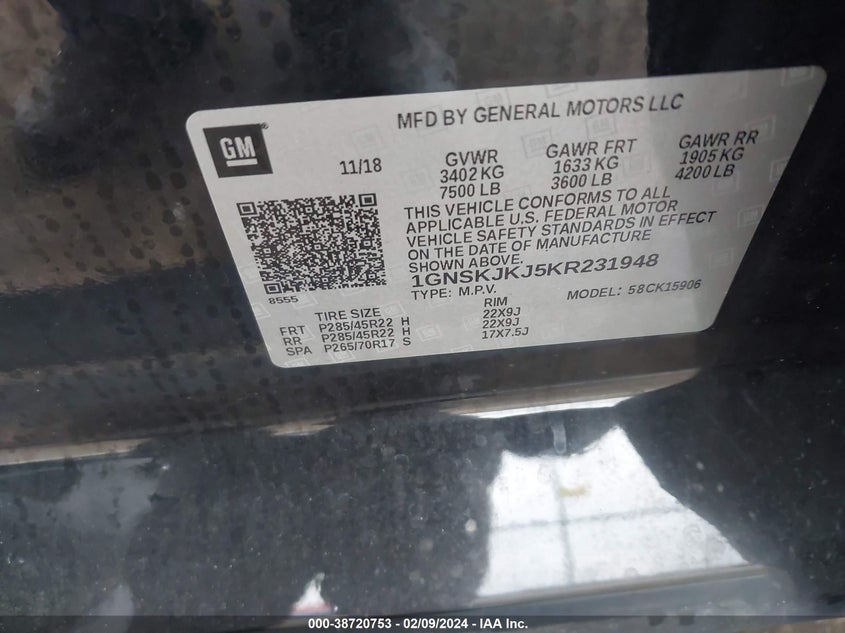 MFD BY GENERAL MOTORS LLC
GM
11/18
GVWR
3402 KG
7500 LB
GAWR FRT
1633 KG
3600 LB
GAWR RR
1905 KG
4200 LB
THIS VEHICLE CONFORMS TO ALL
APPLICABLE U.S. FEDERAL MOTOR
VEHICLE SAFETY STANDARDS IN EFFECT
ON THE DATE OF MANUFACTURE
SHOWN ABOVE.
1GNSKJKJ5KR231948
TYPE: M.P.V.
MODEL: 58CK15906
8555
TIRE SIZE RIM
FRT P285/45R22 H 22X9J
RR P285/45R22 H 22X9J
SPA P265/70R17 S 17X7.5J
000-38720753 - 02/09/2024 - IAA Inc.